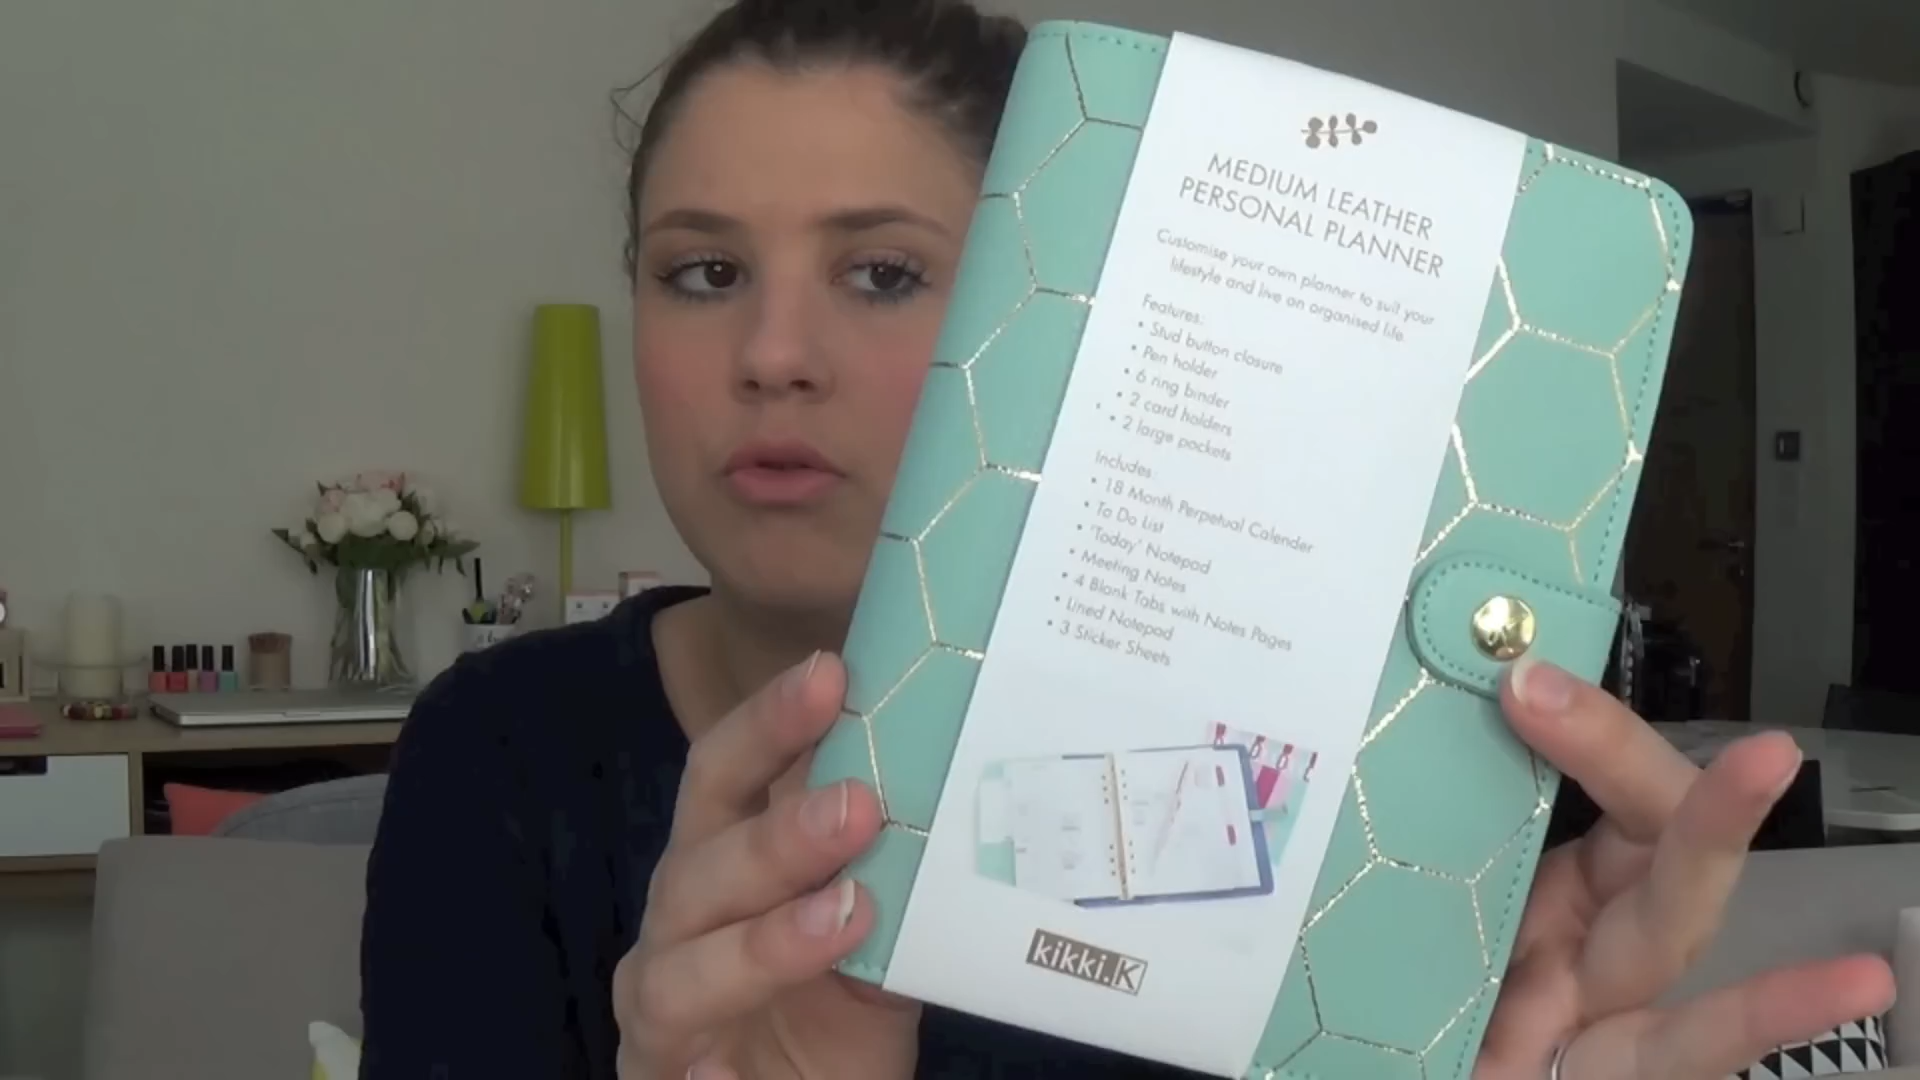 MEDIUM LEATHER
PERSONAL PLANNER
Customise your own planner to suit your
lifestyle and live an organised life.
Features:
• Stud button closure
• Pen holder
• 6 ring binder
• 2 card holders
• 2 large pockets
Includes
• 18 Month Perpetual Calender
• To Do List
• 'Today' Notepad
• Meeting Notes
• 4 Blank Tabs with Notes Pages
• Lined Notepad
• 3 Sticker Sheets
kikki.K